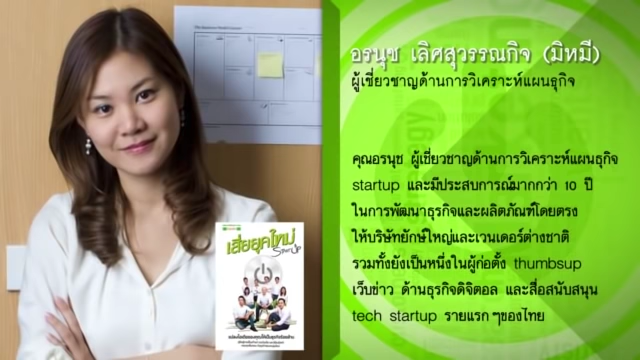 อรนุช เลิศสุวรรณกิจ (มิหมี)
ผู้เชี่ยวชาญด้านการวิเคราะห์แผนธุรกิจ
คุณอรนุช ผู้เชี่ยวชาญด้านการวิเคราะห์แผนธุรกิจ
startup และมีประสบการณ์มากกว่า 10 ปี
ในการพัฒนาธุรกิจและผลิตภัณฑ์โดยตรง
ให้บริษัทยักษ์ใหญ่และเวนเดอร์ต่างชาติ
รวมทั้งยังเป็นหนึ่งในผู้ก่อตั้ง thumbsup
เว็บข่าว ด้านธุรกิจดิจิตอล และสื่อสนับสนุน
tech startup รายแรกๆของไทย
เสี่ยยุคใหม่
Start Up